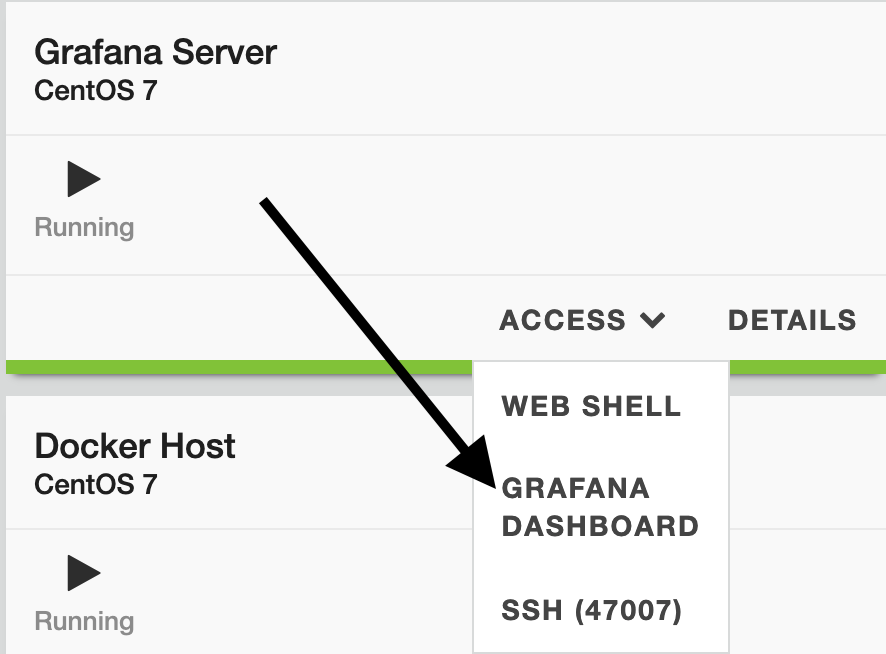 Grafana Server
CentOS 7
Running
ACCESS DETAILS
WEB SHELL
GRAFANA
DASHBOARD
SSH (47007)
Docker Host
CentOS 7
Running